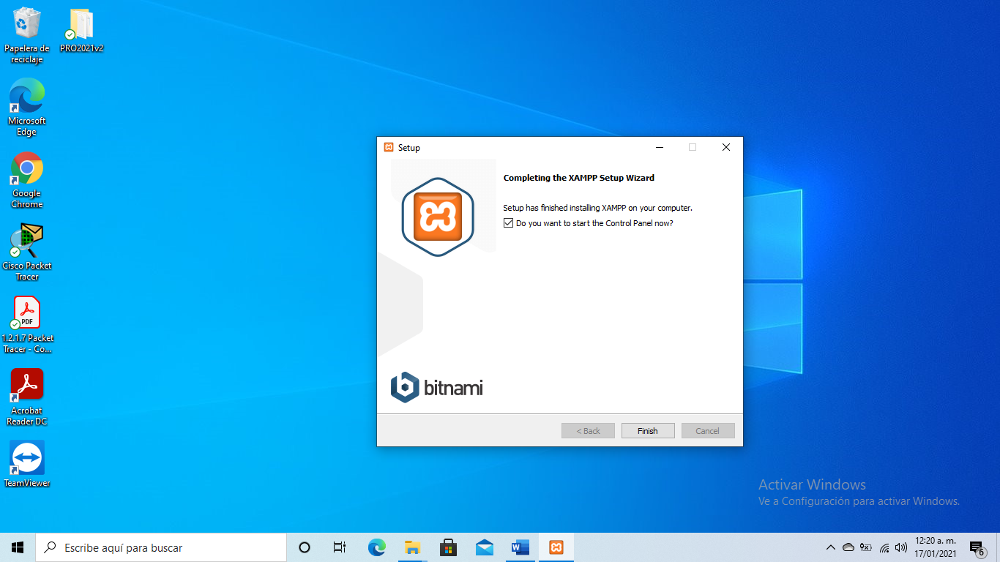 Papelera de
reciclaje
PRO2021v2
Microsoft
Edge
Google
Chrome
Cisco Packet
Tracer
PDF
1.2.1.7 Packet
Tracer - Co...
Acrobat
Reader DC
TeamViewer
Setup
Completing the XAMPP Setup Wizard
Setup has finished installing XAMPP on your computer.
Do you want to start the Control Panel now?
bitnami
< Back
Finish
Cancel
Activar Windows
Ve a Configuración para activar Windows.
Escribe aquí para buscar
12:20 a. m.
17/01/2021
6